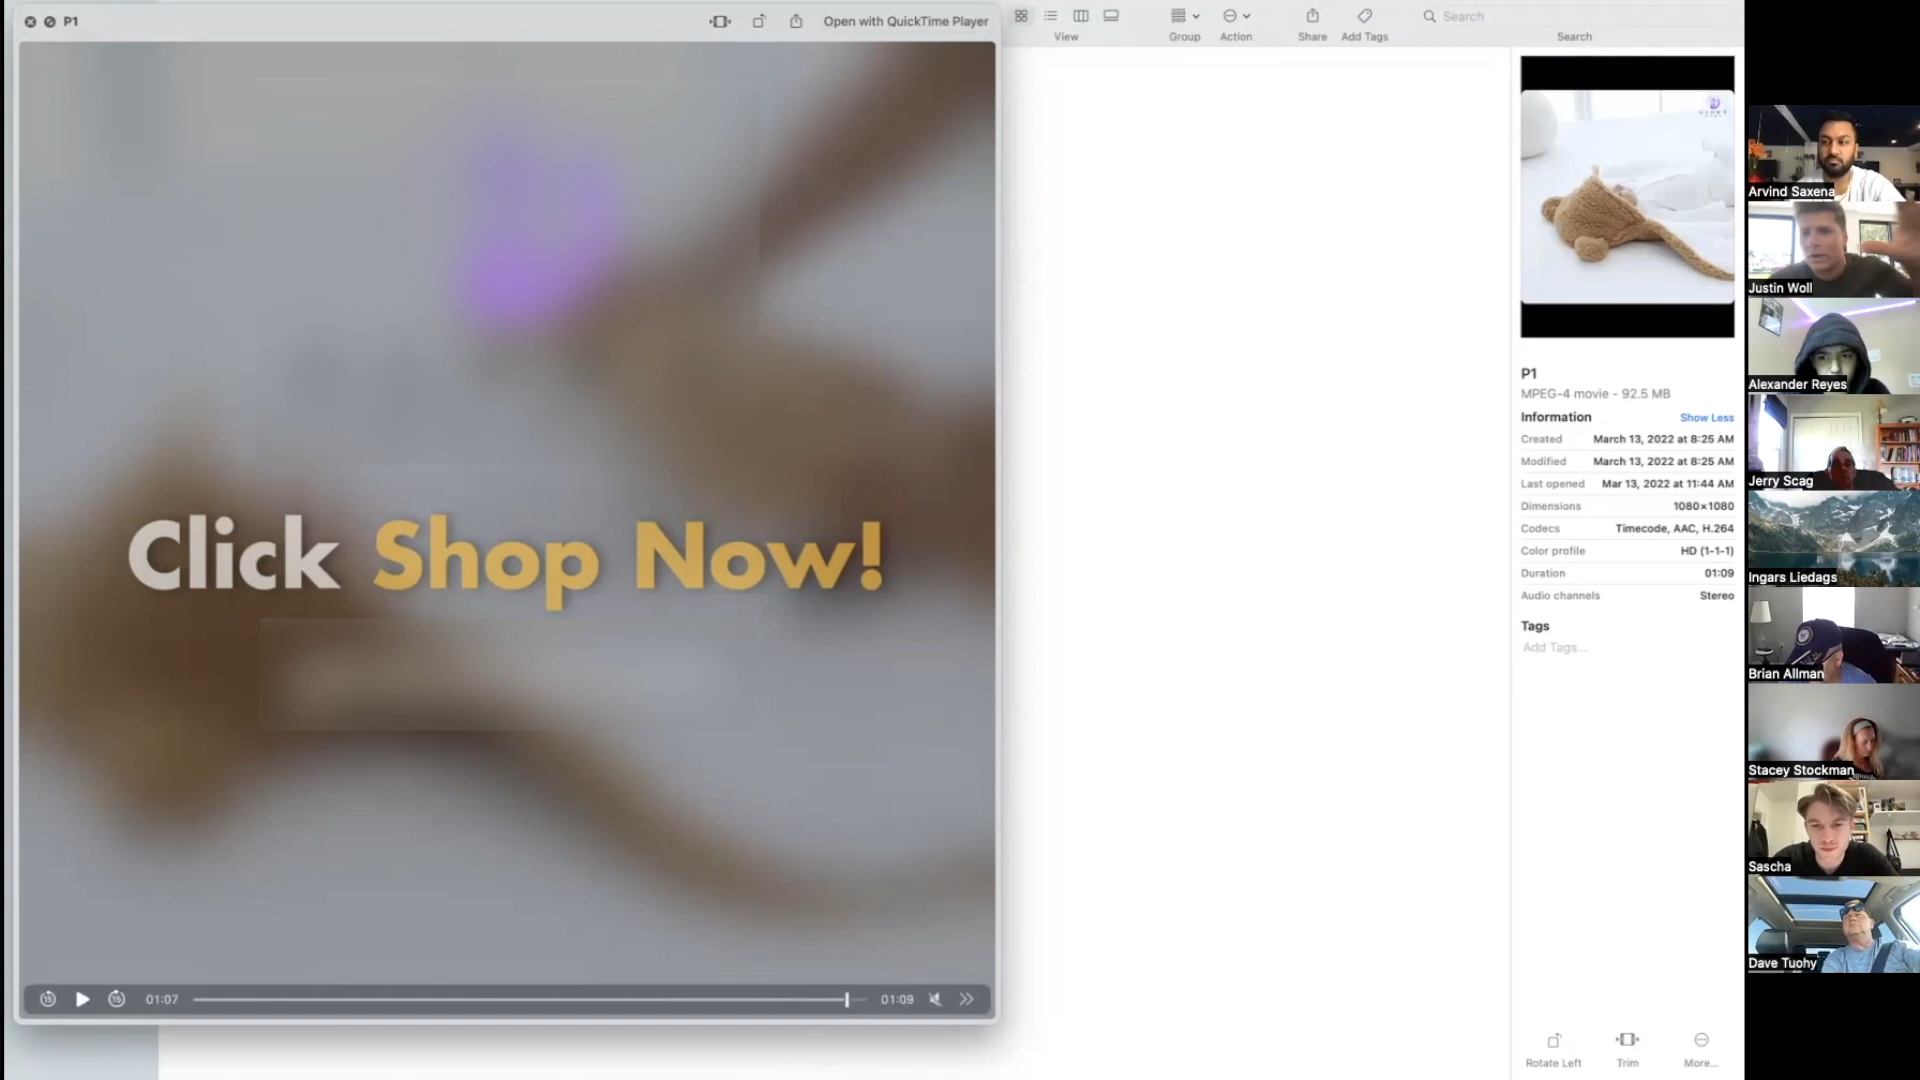 P1
Open with QuickTime Player
View
Group
Action
Share
Add Tags
Search
Search
Click Shop Now!
15
15
01:07
01:09
P1
MPEG-4 movie - 92.5 MB
Information
Show Less
Created
March 13, 2022 at 8:25 AM
Modified
March 13, 2022 at 8:25 AM
Last opened
Mar 13, 2022 at 11:44 AM
Dimensions
1080×1080
Codecs
Timecode, AAC, H.264
Color profile
HD (1-1-1)
Duration
01:09
Audio channels
Stereo
Tags
Add Tags...
Rotate Left
Trim
More...
Arvind Saxena
Justin Woll
Alexander Reyes
Jerry Scag
Ingars Liedags
Brian Allman
Stacey Stockman
Sascha
Dave Tuohy